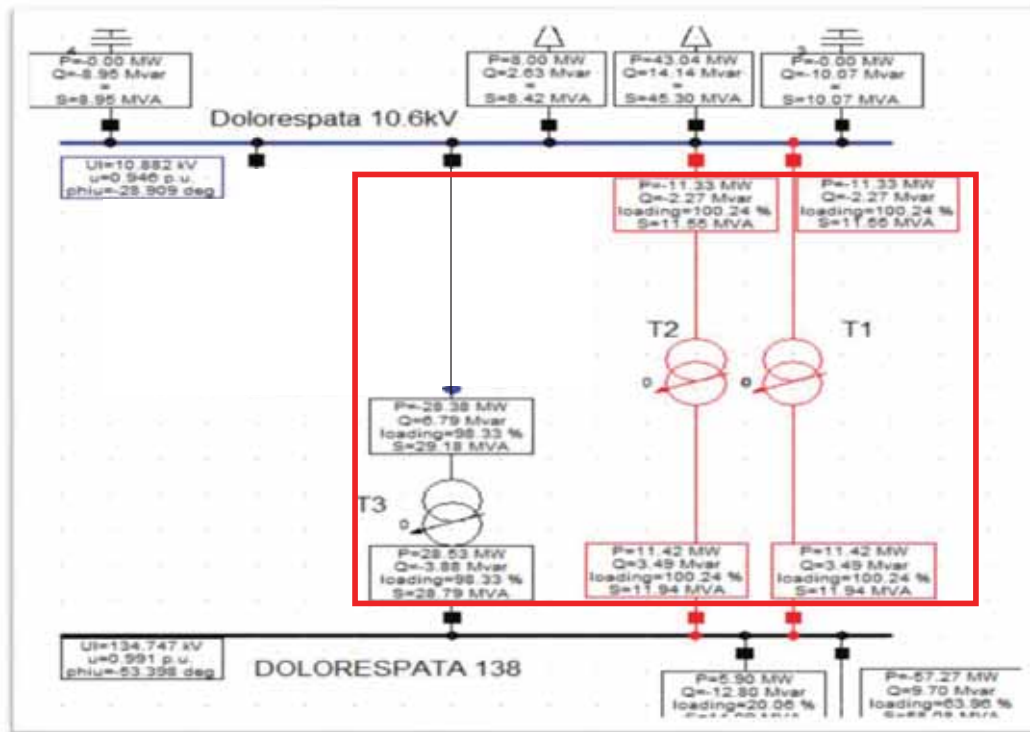 4
P=-0.00 MW
Q=-8.95 Mvar
=
S=8.95 MVA
P=8.00 MW
Q=2.63 Mvar
=
S=8.42 MVA
P=43.04 MW
Q=14.14 Mvar
=
S=45.30 MVA
3
P=-0.00 MW
Q=-10.07 Mvar
=
S=10.07 MVA
Dolorespata 10.6kV
Ul=10.882 kV
u=0.946 p.u.
phiu=-28.909 deg
P=-11.33 MW
Q=-2.27 Mvar
loading=100.24 %
S=11.55 MVA
P=-11.33 MW
Q=-2.27 Mvar
loading=100.24 %
S=11.55 MVA
T2
T1
0
0
P=-28.38 MW
Q=6.79 Mvar
loading=98.33 %
S=29.18 MVA
T3
0
P=28.53 MW
Q=-3.88 Mvar
loading=98.33 %
S=28.79 MVA
P=11.42 MW
Q=3.49 Mvar
loading=100.24 %
S=11.94 MVA
P=11.42 MW
Q=3.49 Mvar
loading=100.24 %
S=11.94 MVA
Ul=134.747 kV
u=0.991 p.u.
phiu=-53.398 deg
DOLORESPATA 138
P=5.90 MW
Q=-12.80 Mvar
loading=20.06 %
P=-57.27 MW
Q=9.70 Mvar
loading=63.96 %